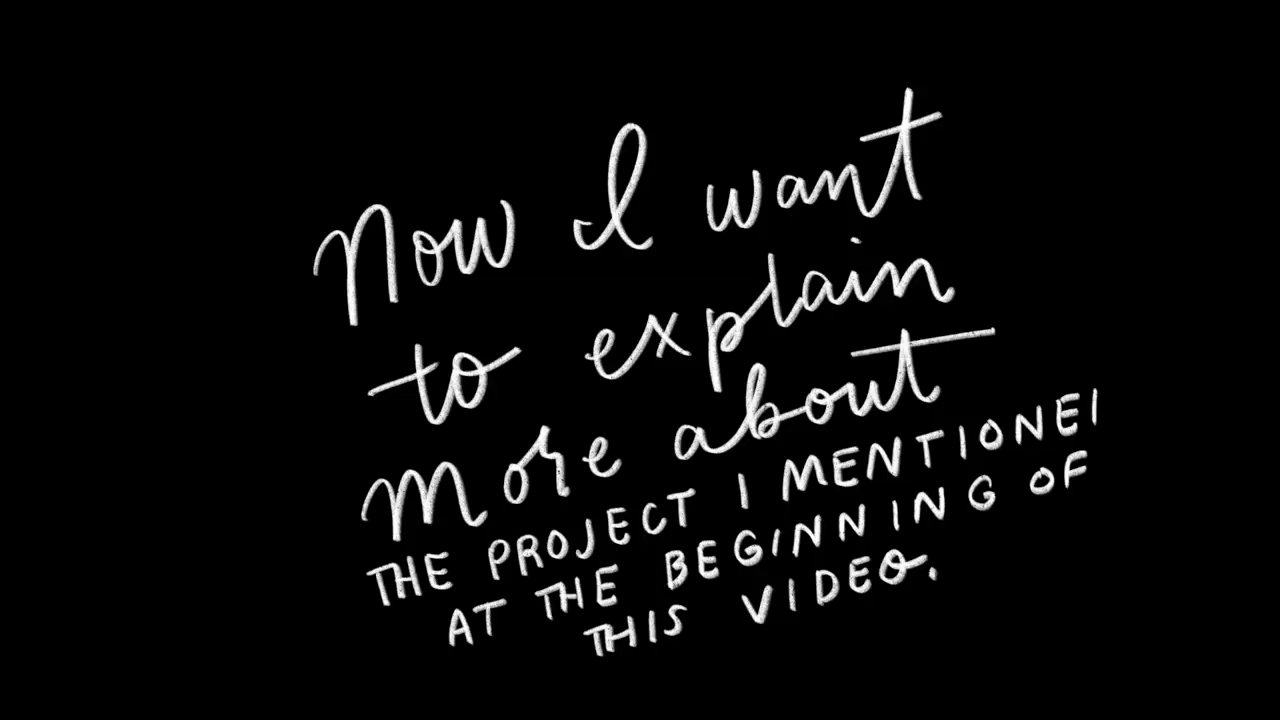 Now I want
to explain
more about
THE PROJECT I MENTIONEI
AT THE BEGINNING OF
THIS VIDEO.